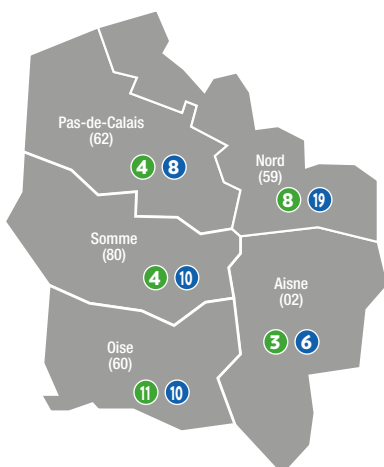 Pas-de-Calais
(62)
4 8
Nord
(59)
8 19
Somme
(80)
4 10
Aisne
(02)
3 6
Oise
(60)
11 10